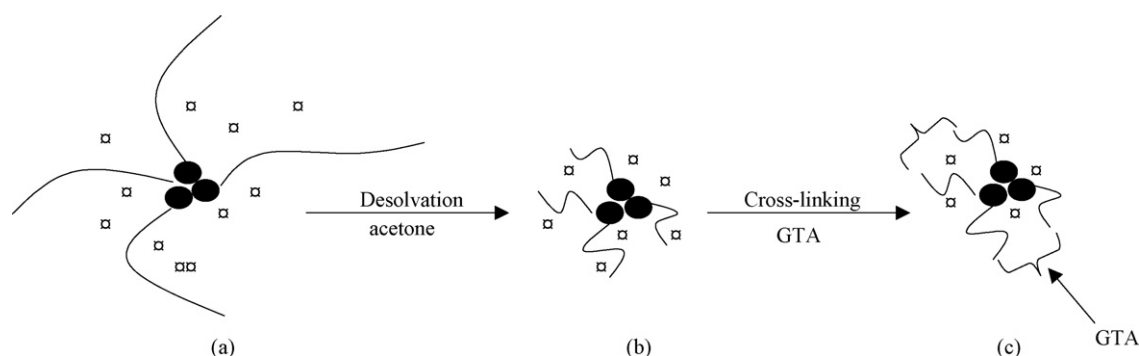 Desolvation
acetone
Cross-linking
GTA
GTA
(a)
(b)
(c)